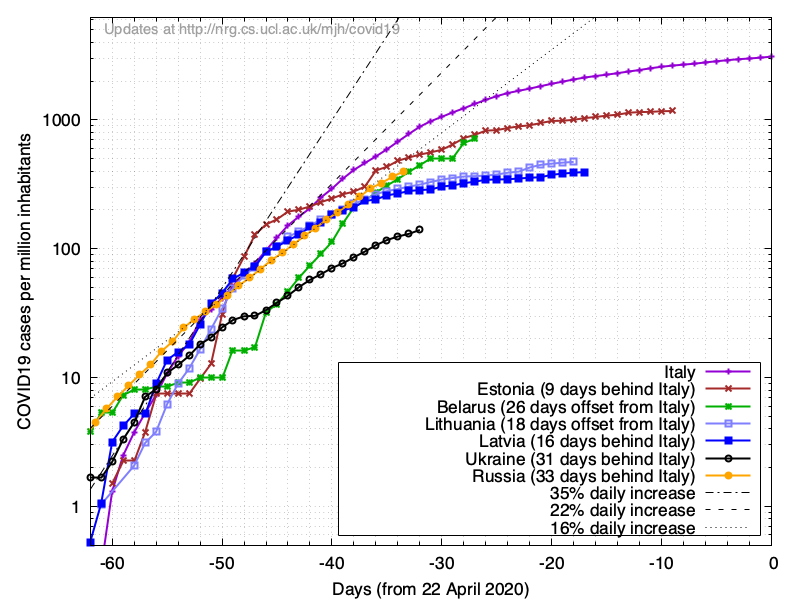 Updates at http://nrg.cs.ucl.ac.uk/mjh/covid19
COVID19 cases per million inhabitants
1000
100
10
1
Italy
Estonia (9 days behind Italy)
Belarus (26 days offset from Italy)
Lithuania (18 days offset from Italy)
Latvia (16 days behind Italy)
Ukraine (31 days behind Italy)
Russia (33 days behind Italy)
35% daily increase
22% daily increase
16% daily increase
-60 -50 -40 -30 -20 -10 0
Days (from 22 April 2020)